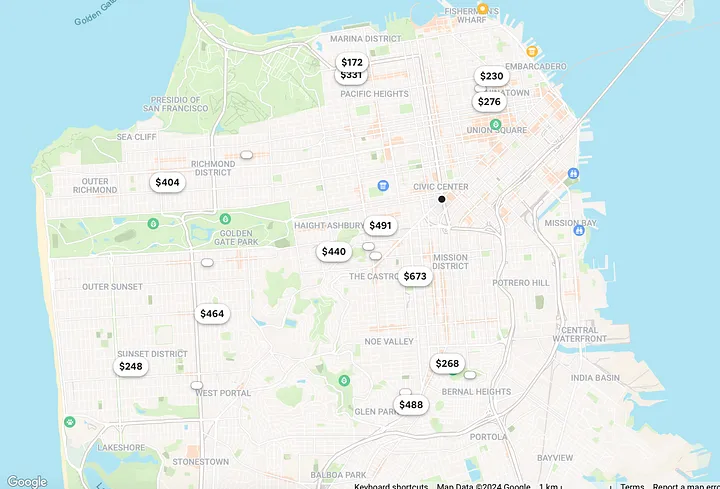 Golden Gate
FISHERMAN'S
WHARF
MARINA DISTRICT
EMBARCADERO
$172
$331
$230
PACIFIC HEIGHTS
$276
PRESIDIO OF
SAN FRANCISCO
UNION SQUARE
SEA CLIFF
RICHMOND
DISTRICT
OUTER
RICHMOND
$404
CIVIC CENTER
HAIGHT-ASHBURY
$491
MISSION BAY
GOLDEN
GATE PARK
$440
MISSION
DISTRICT
THE CASTRO
$673
POTRERO HILL
OUTER SUNSET
$464
CENTRAL
WATERFRONT
NOE VALLEY
SUNSET DISTRICT
$248
$268
INDIA BASIN
WEST PORTAL
BERNAL HEIGHTS
GLEN PARK
$488
PORTOLA
LAKESHORE
BAYVIEW
STONESTOWN
BALBOA PARK
Google
Keyboard shortcuts Map Data ©2024 Google 1 km Terms Report a map erro